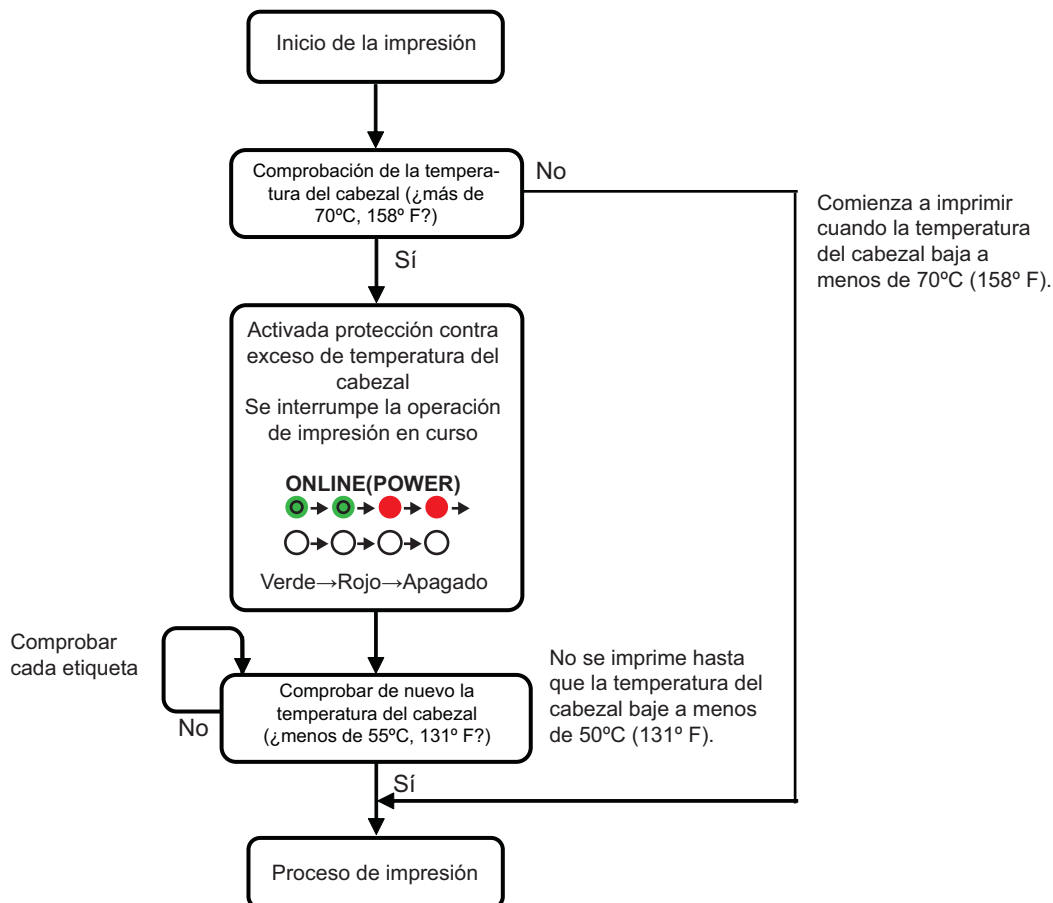 Inicio de la impresión
Comprobación de la tempera-
tura del cabezal (¿más de
70ºC, 158º F?)
No
Comienza a imprimir
cuando la temperatura
del cabezal baja a
menos de 70ºC (158º F).
Sí
Activada protección contra
exceso de temperatura del
cabezal
Se interrumpe la operación
de impresión en curso
ONLINE(POWER)
Verde→Rojo→Apagado
Comprobar
cada etiqueta
No
Comprobar de nuevo la
temperatura del cabezal
(¿menos de 55ºC, 131º F?)
No se imprime hasta
que la temperatura del
cabezal baje a menos
de 50ºC (131º F).
Sí
Proceso de impresión